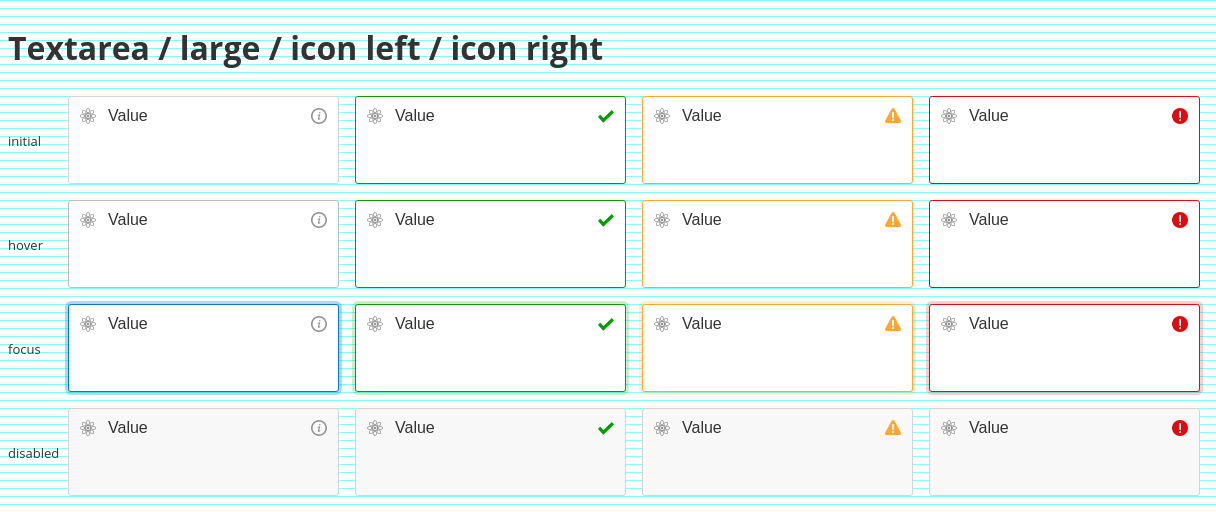 Textarea / large / icon left / icon right
initial Value Value Value Value
hover Value Value Value Value
focus Value Value Value Value
disabled Value Value Value Value